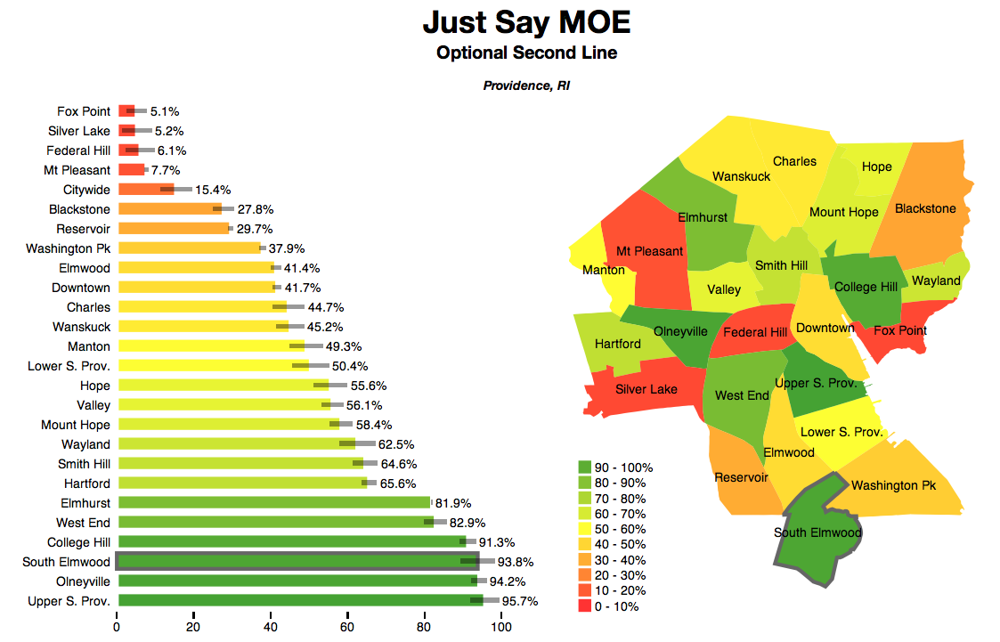 Just Say MOE
Optional Second Line
Providence, RI
Fox Point 5.1%
Silver Lake 5.2%
Federal Hill 6.1%
Mt Pleasant 7.7%
Citywide 15.4%
Blackstone 27.8%
Reservoir 29.7%
Washington Pk 37.9%
Elmwood 41.4%
Downtown 41.7%
Charles 44.7%
Wanskuck 45.2%
Manton 49.3%
Lower S. Prov. 50.4%
Hope 55.6%
Valley 56.1%
Mount Hope 58.4%
Wayland 62.5%
Smith Hill 64.6%
Hartford 65.6%
Elmhurst 81.9%
West End 82.9%
College Hill 91.3%
South Elmwood 93.8%
Olneyville 94.2%
Upper S. Prov. 95.7%
0 20 40 60 80 100
Charles
Hope
Wanskuck
Blackstone
Mount Hope
Elmhurst
Mt Pleasant
Smith Hill
Manton
Wayland
College Hill
Valley
Downtown
Fox Point
Olneyville
Federal Hill
Hartford
Upper S. Prov.
Silver Lake
West End
Lower S. Prov.
Elmwood
Reservoir
Washington Pk
South Elmwood
90 - 100%
80 - 90%
70 - 80%
60 - 70%
50 - 60%
40 - 50%
30 - 40%
20 - 30%
10 - 20%
0 - 10%